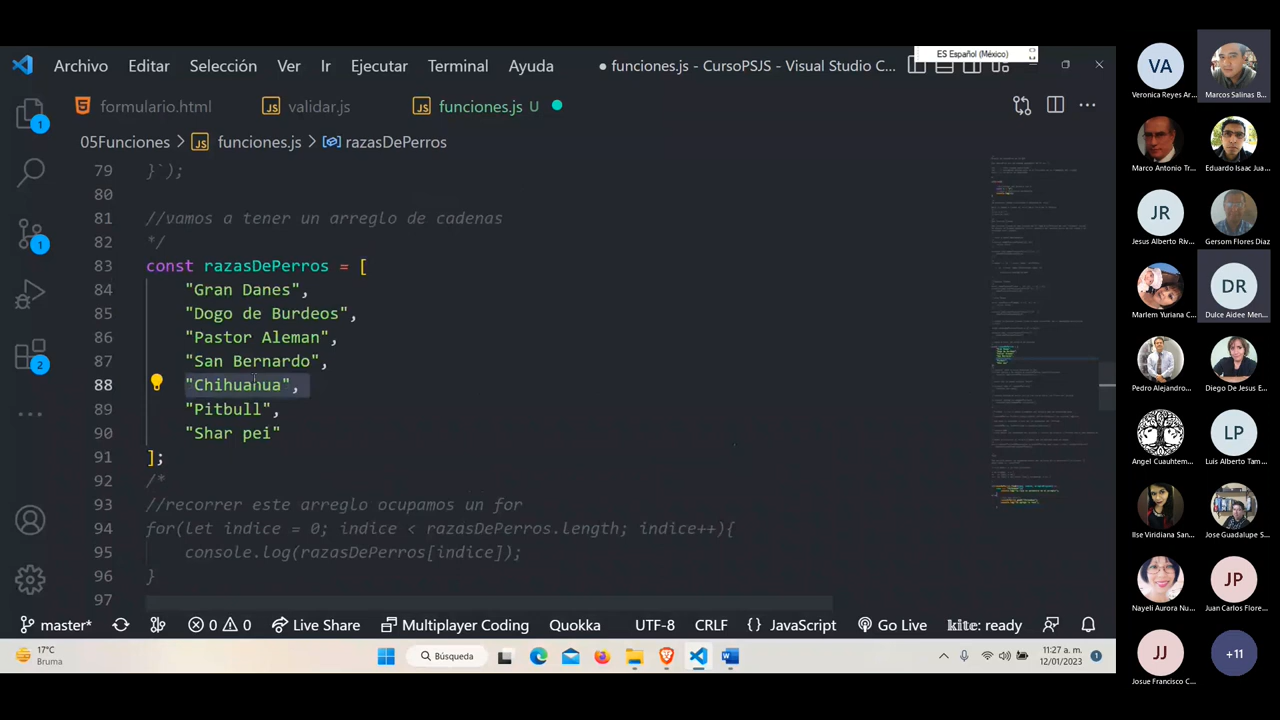 ES Español (México)
Archivo Editar Selección Ver Ir Ejecutar Terminal Ayuda
● funciones.js - CursoPSJS - Visual Studio C...
formulario.html
JS validar.js
JS funciones.js U
05Funciones > JS funciones.js > razasDePerros
79 }`);
80
81 //vamos a tener un arreglo de cadenas
82 */
83 const razasDePerros = [
84 "Gran Danes",
85 "Dogo de Burdeos",
86 "Pastor Aleman",
87 "San Bernardo",
88 "Chihuahua",
89 "Pitbull",
90 "Shar pei"
91 ];
92 /*
93 //recorrer este arreglo ocupamos un for
94 for(let indice = 0; indice < razasDePerros.length; indice++){
95 console.log(razasDePerros[indice]);
96 }
97
1
1
2
master* 0 0 Live Share Multiplayer Coding Quokka UTF-8 CRLF {} JavaScript Go Live kite: ready
17°C
Bruma
Búsqueda
11:27 a. m.
12/01/2023
1
VA
Veronica Reyes Ar...
Marcos Salinas B...
Marco Antonio Tr...
Eduardo Isaac Jua...
JR
Jesus Alberto Riv...
Gersom Flores Diaz
Marlem Yuriana C...
DR
Dulce Aidee Men...
Pedro Alejandro...
Diego De Jesus E...
Angel Cuauhtem...
LP
Luis Alberto Tam...
Ilse Viridiana San...
Jose Guadalupe S...
Nayeli Aurora Nu...
JP
Juan Carlos Flore...
JJ
Josue Francisco C...
+11